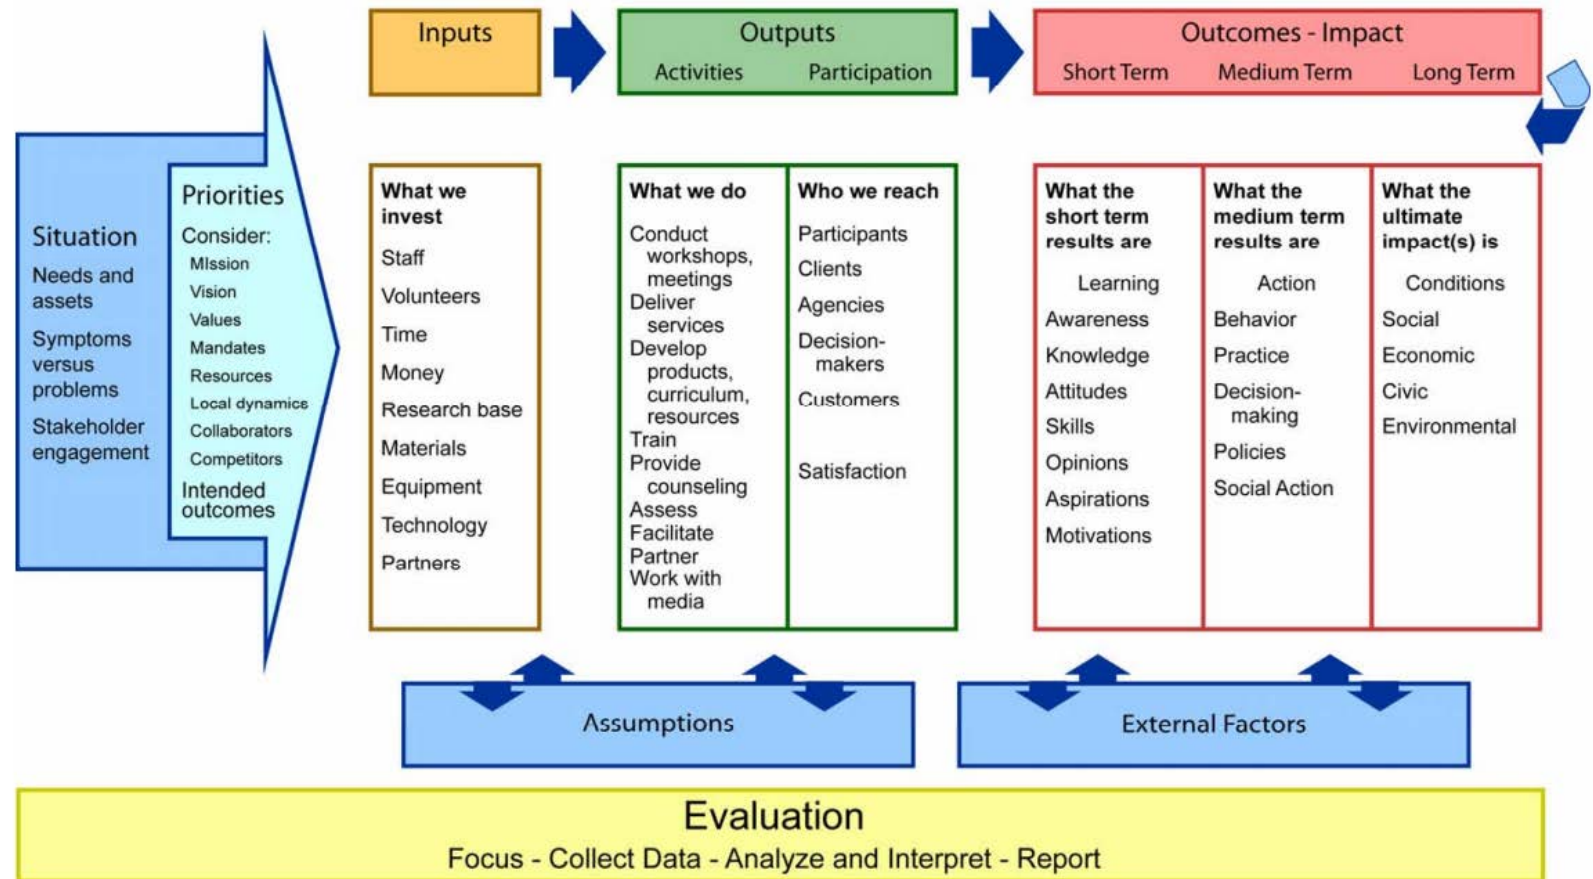 Inputs
Outputs
Activities Participation
Outcomes - Impact
Short Term Medium Term Long Term
Situation
Needs and
assets
Symptoms
versus
problems
Stakeholder
engagement
Priorities
Consider:
MIssion
Vision
Values
Mandates
Resources
Local dynamics
Collaborators
Competitors
Intended
outcomes
What we
invest
Staff
Volunteers
Time
Money
Research base
Materials
Equipment
Technology
Partners
What we do
Conduct
workshops,
meetings
Deliver
services
Develop
products,
curriculum,
resources
Train
Provide
counseling
Assess
Facilitate
Partner
Work with
media
Who we reach
Participants
Clients
Agencies
Decision-
makers
Customers
Satisfaction
What the
short term
results are
Learning
Awareness
Knowledge
Attitudes
Skills
Opinions
Aspirations
Motivations
What the
medium term
results are
Action
Behavior
Practice
Decision-
making
Policies
Social Action
What the
ultimate
impact(s) is
Conditions
Social
Economic
Civic
Environmental
Assumptions
External Factors
Evaluation
Focus - Collect Data - Analyze and Interpret - Report